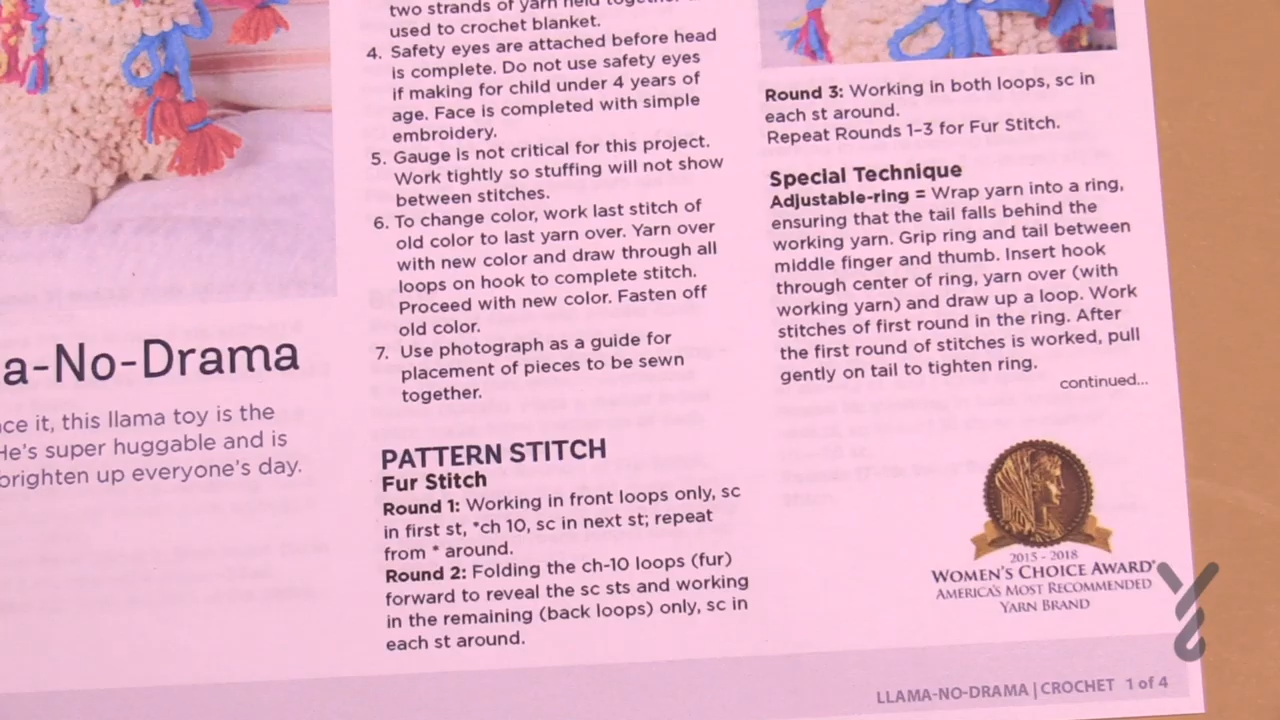 a-No-Drama
ce it, this llama toy is the
He's super huggable and is
brighten up everyone's day.
two strands of yarn held together
used to crochet blanket.
4. Safety eyes are attached before head
is complete. Do not use safety eyes
if making for child under 4 years of
age. Face is completed with simple
embroidery.
5. Gauge is not critical for this project.
Work tightly so stuffing will not show
between stitches.
6. To change color, work last stitch of
old color to last yarn over. Yarn over
with new color and draw through all
loops on hook to complete stitch.
Proceed with new color. Fasten off
old color.
7. Use photograph as a guide for
placement of pieces to be sewn
together.
PATTERN STITCH
Fur Stitch
Round 1: Working in front loops only, sc
in first st, *ch 10, sc in next st; repeat
from * around.
Round 2: Folding the ch-10 loops (fur)
forward to reveal the sc sts and working
in the remaining (back loops) only, sc in
each st around.
Round 3: Working in both loops, sc in
each st around.
Repeat Rounds 1–3 for Fur Stitch.
Special Technique
Adjustable-ring = Wrap yarn into a ring,
ensuring that the tail falls behind the
working yarn. Grip ring and tail between
middle finger and thumb. Insert hook
through center of ring, yarn over (with
working yarn) and draw up a loop. Work
stitches of first round in the ring. After
the first round of stitches is worked, pull
gently on tail to tighten ring.
continued...
2015 - 2018
WOMEN'S CHOICE AWARD®
AMERICA'S MOST RECOMMENDED
YARN BRAND
LLAMA-NO-DRAMA | CROCHET 1 of 4